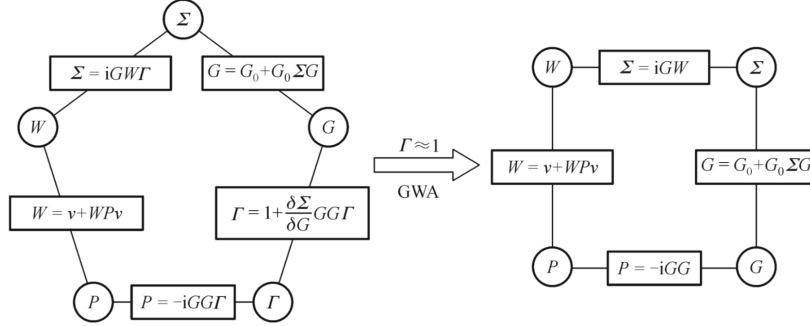 Σ
Σ = iGWΓ
G = G₀+G₀ΣG
W
G
W = v+WPv
Γ = 1+δΣ/δG GGΓ
P
P = −iGGΓ
Γ
Γ≈1
GWA
W
Σ = iGW
Σ
W = v+WPv
G = G₀+G₀ΣG
P
P = −iGG
G